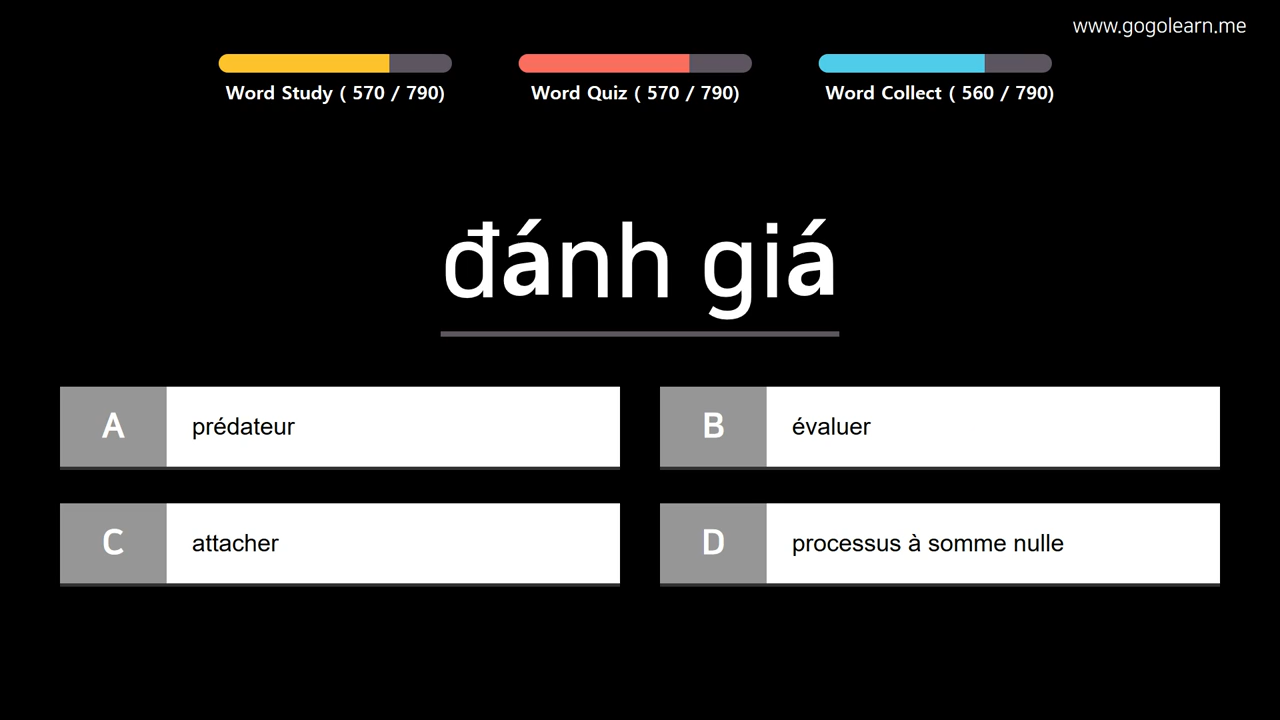 www.gogolearn.me
Word Study ( 570 / 790)
Word Quiz ( 570 / 790)
Word Collect ( 560 / 790)
đánh giá
A prédateur
B évaluer
C attacher
D processus à somme nulle